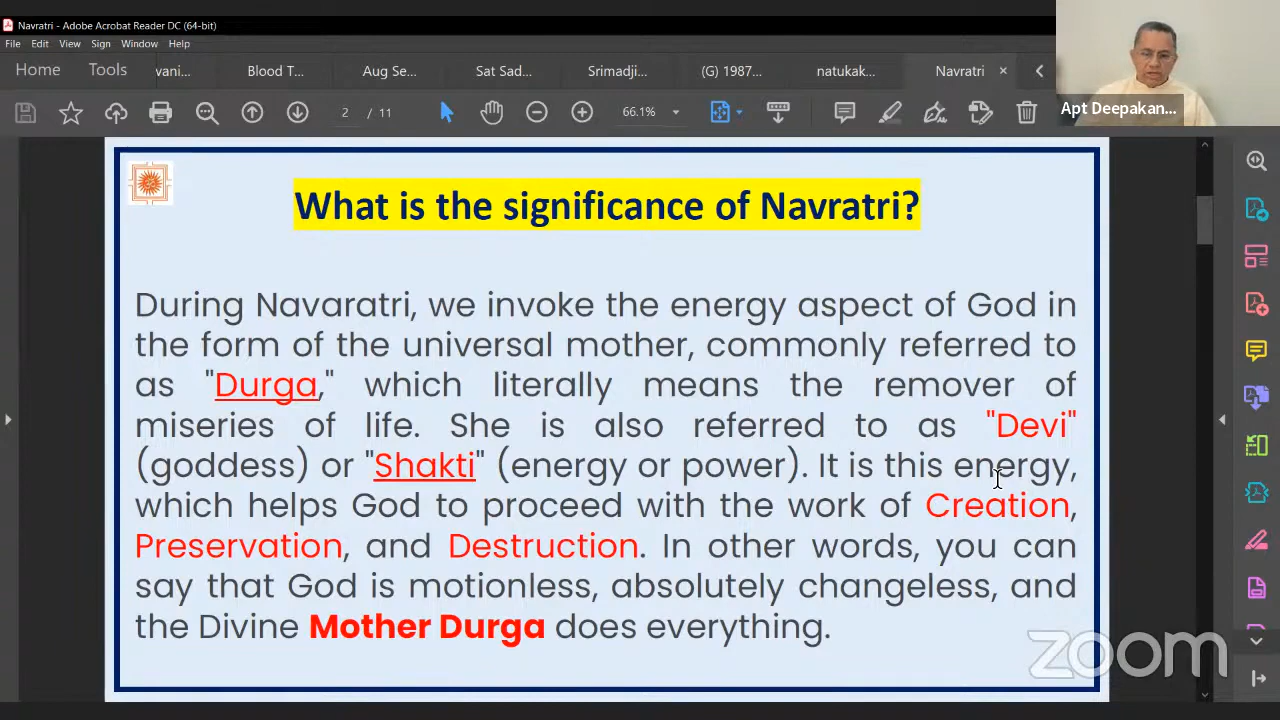 Navratri - Adobe Acrobat Reader DC (64-bit)
File Edit View Sign Window Help
Home Tools vani... Blood T... Aug Se... Sat Sad... Srimadji... (G) 1987... natukak... Navratri ×
2 / 11 66.1%
Apt Deepakan...
What is the significance of Navratri?
During Navaratri, we invoke the energy aspect of God in
the form of the universal mother, commonly referred to
as "Durga," which literally means the remover of
miseries of life. She is also referred to as "Devi"
(goddess) or "Shakti" (energy or power). It is this energy,
which helps God to proceed with the work of Creation,
Preservation, and Destruction. In other words, you can
say that God is motionless, absolutely changeless, and
the Divine Mother Durga does everything.
zoom